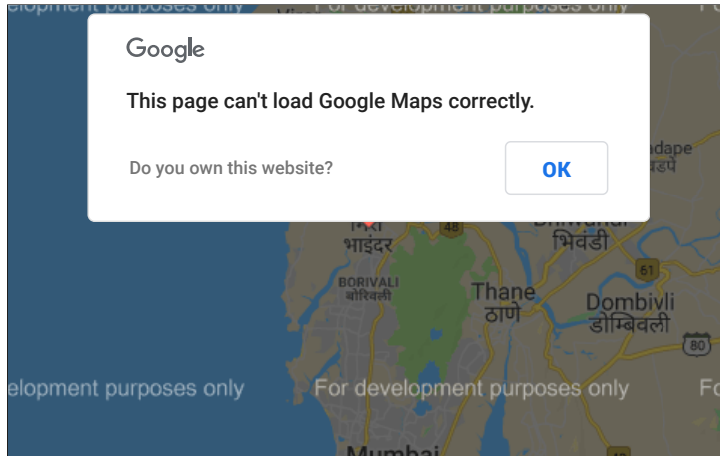 elopment purposes only For development purposes only Fo
Google
This page can't load Google Maps correctly.
Do you own this website? OK
भाइंदर
48
भिवंडी
61
BORIVALI
बोरिवली
Thane
ठाणे
Dombivli
डोम्बिवली
80
elopment purposes only For development purposes only Fo
Mumbai